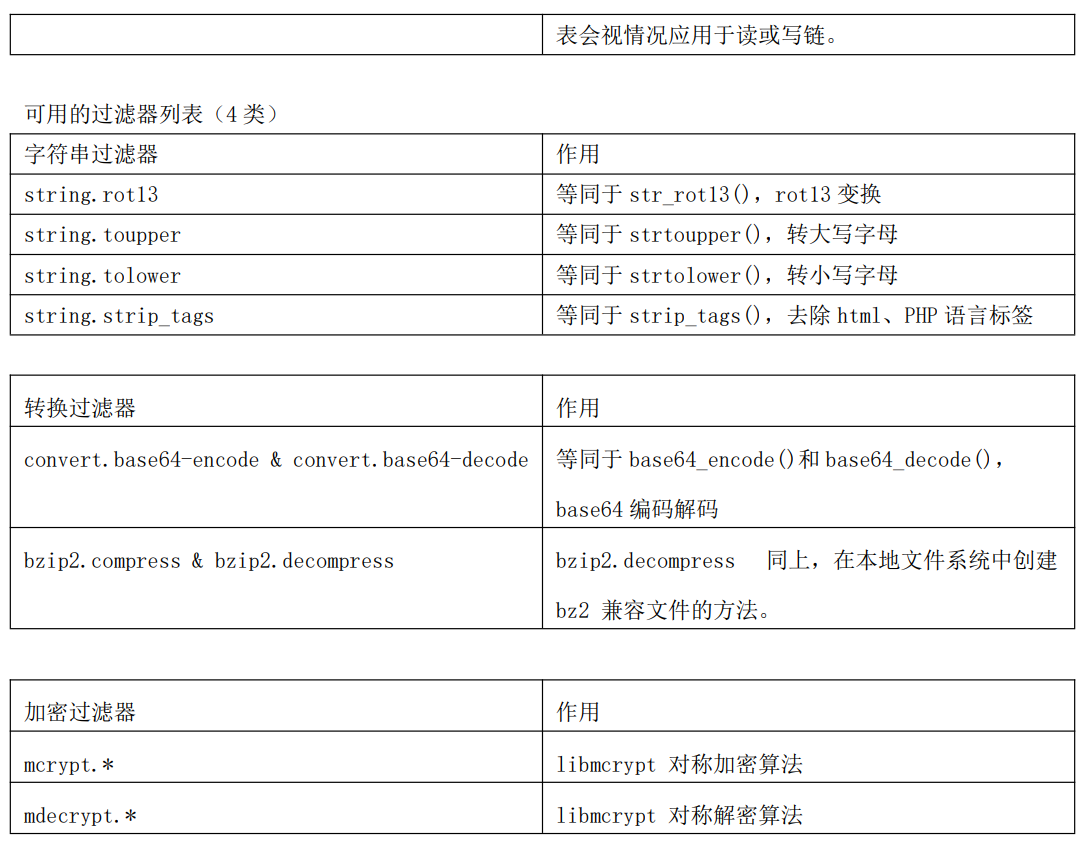 表会视情况应用于读或写链。
可用的过滤器列表（4 类）
字符串过滤器 作用
string.rot13 等同于 str_rot13()，rot13 变换
string.toupper 等同于 strtoupper()，转大写字母
string.tolower 等同于 strtolower()，转小写字母
string.strip_tags 等同于 strip_tags()，去除 html、PHP 语言标签
转换过滤器 作用
convert.base64-encode & convert.base64-decode 等同于 base64_encode()和 base64_decode()，
base64 编码解码
bzip2.compress & bzip2.decompress bzip2.decompress 同上，在本地文件系统中创建
bz2 兼容文件的方法。
加密过滤器 作用
mcrypt.* libmcrypt 对称加密算法
mdecrypt.* libmcrypt 对称解密算法